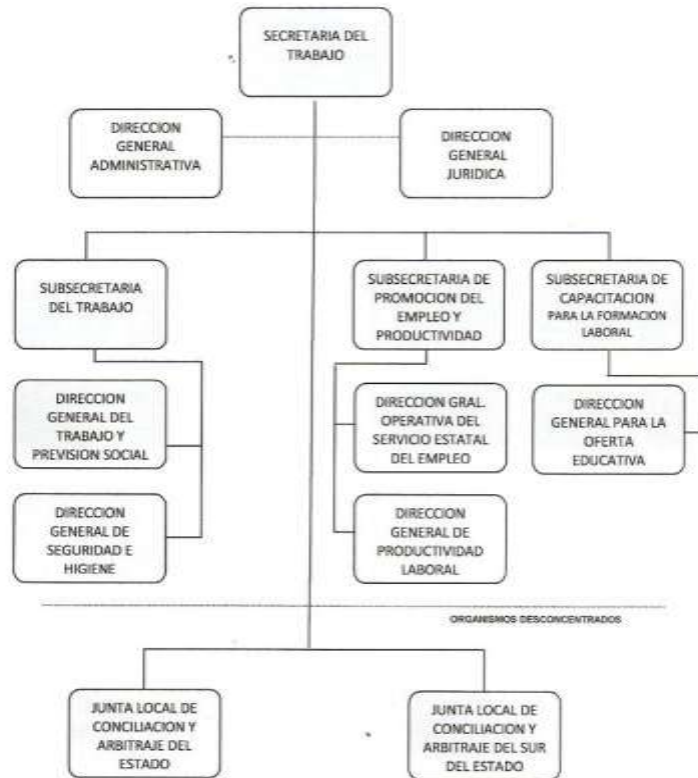 SECRETARIA DEL
TRABAJO
DIRECCION
GENERAL
ADMINISTRATIVA
DIRECCION
GENERAL
JURIDICA
SUBSECRETARIA
DEL TRABAJO
SUBSECRETARIA DE
PROMOCION DEL
EMPLEO Y
PRODUCTIVIDAD
SUBSECRETARIA DE
CAPACITACION
PARA LA FORMACION
LABORAL
DIRECCION
GENERAL DEL
TRABAJO Y
PREVISION SOCIAL
DIRECCION GRAL.
OPERATIVA DEL
SERVICIO ESTATAL
DEL EMPLEO
DIRECCION
GENERAL PARA LA
OFERTA
EDUCATIVA
DIRECCION
GENERAL DE
SEGURIDAD E
HIGIENE
DIRECCION
GENERAL DE
PRODUCTIVIDAD
LABORAL
ORGANISMOS DESCONCENTRADOS
JUNTA LOCAL DE
CONCILIACION Y
ARBITRAJE DEL
ESTADO
JUNTA LOCAL DE
CONCILIACION Y
ARBITRAJE DEL SUR
DEL ESTADO